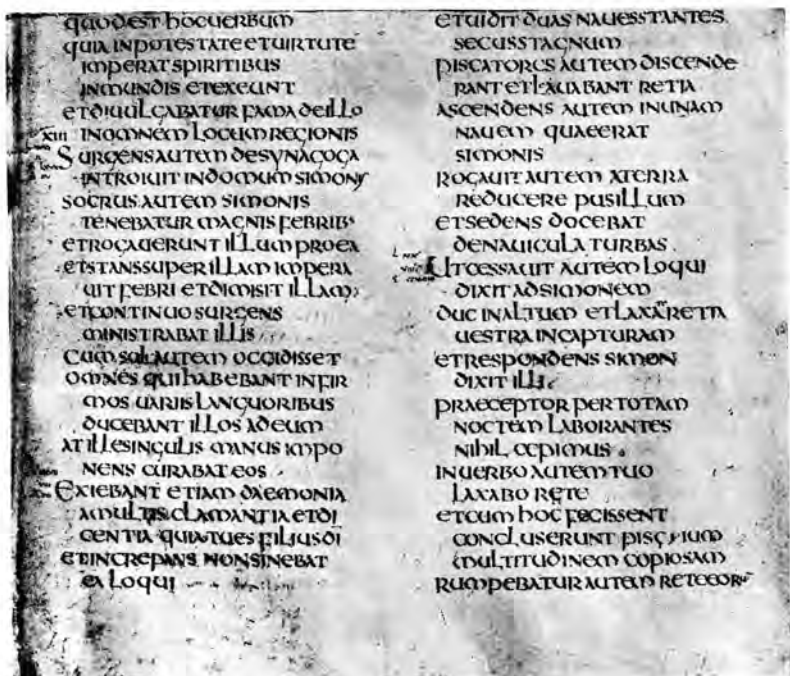 quod est hoc uerbum
quia in potestate et uirtute
imperat spiritibus
inmundis et exeunt
et diuulgabatur fama de illo
XIII in omnem locum regionis
Surgens autem de synagoga
introiuit in domum simonis
socrus autem simonis
tenebatur magnis febrib·
et rogauerunt illum pro ea
et stans super illam impera
uit febri et dimisit illam
et continuo surgens
ministrabat illis
Cum sol autem occidisset
omnes qui habebant infir
mos uariis languoribus
ducebant illos ad eum
at ille singulis manus impo
nens curabat eos
Exiebant etiam daemonia
a multis clamantia et di
centia quia tu es filius di
et increpans non sinebat
ea loqui
et uidit duas naues stantes
secus stagnum
piscatores autem discende
rant et lauabant retia
ascendens autem in unam
nauem quae erat
simonis
rogauit autem a terra
reducere pusillum
et sedens docebat
de nauicula turbas
Ut cessauit autem loqui
dixit ad simonem
duc in altum et laxate retia
uestra in capturam
et respondens simon
dixit illi
praeceptor per totam
noctem laborantes
nihil cepimus
in uerbo autem tuo
laxabo rete
et cum hoc fecissent
concluserunt piscium
multitudinem copiosam
rumpebatur autem rete eor